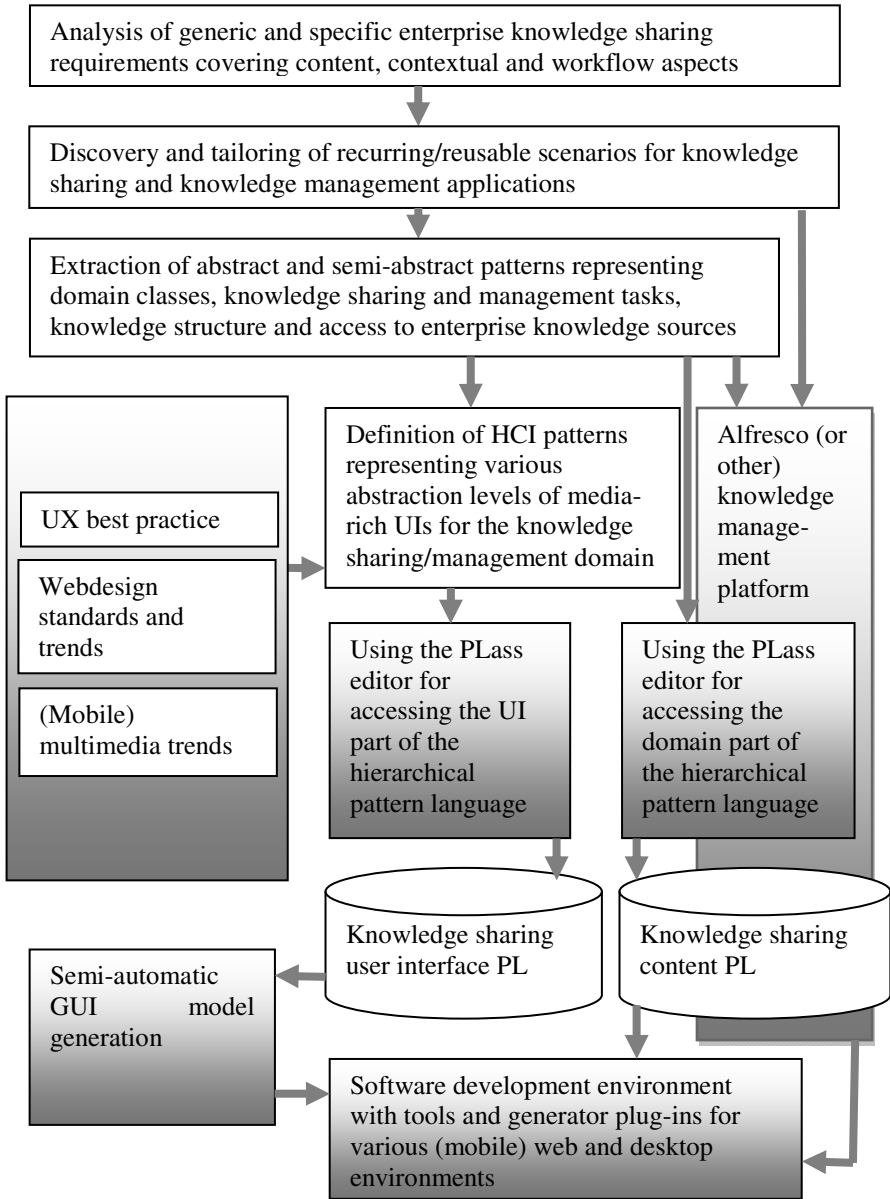 Analysis of generic and specific enterprise knowledge sharing
requirements covering content, contextual and workflow aspects
Discovery and tailoring of recurring/reusable scenarios for knowledge
sharing and knowledge management applications
Extraction of abstract and semi-abstract patterns representing
domain classes, knowledge sharing and management tasks,
knowledge structure and access to enterprise knowledge sources
UX best practice
Webdesign
standards and
trends
(Mobile)
multimedia trends
Definition of HCI patterns
representing various
abstraction levels of media-
rich UIs for the knowledge
sharing/management domain
Alfresco (or
other)
knowledge
manage-
ment
platform
Using the PLass
editor for
accessing the UI
part of the
hierarchical
pattern language
Using the PLass
editor for
accessing the
domain part of
the hierarchical
pattern language
Knowledge sharing
user interface PL
Knowledge sharing
content PL
Semi-automatic
GUI model
generation
Software development environment
with tools and generator plug-ins for
various (mobile) web and desktop
environments